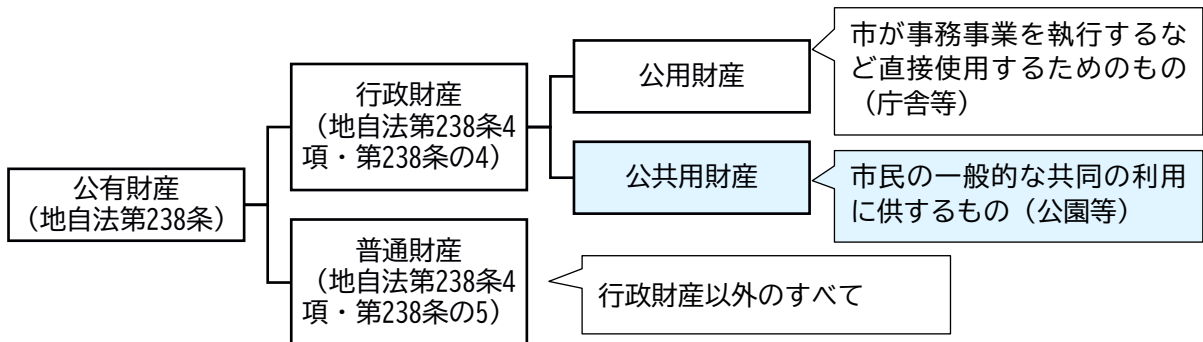 公有財産
（地自法第238条）
行政財産
（地自法第238条4
項・第238条の4）
普通財産
（地自法第238条4
項・第238条の5）
公用財産
市が事務事業を執行するな
ど直接使用するためのもの
（庁舎等）
公共用財産
市民の一般的な共同の利用
に供するもの（公園等）
行政財産以外のすべて